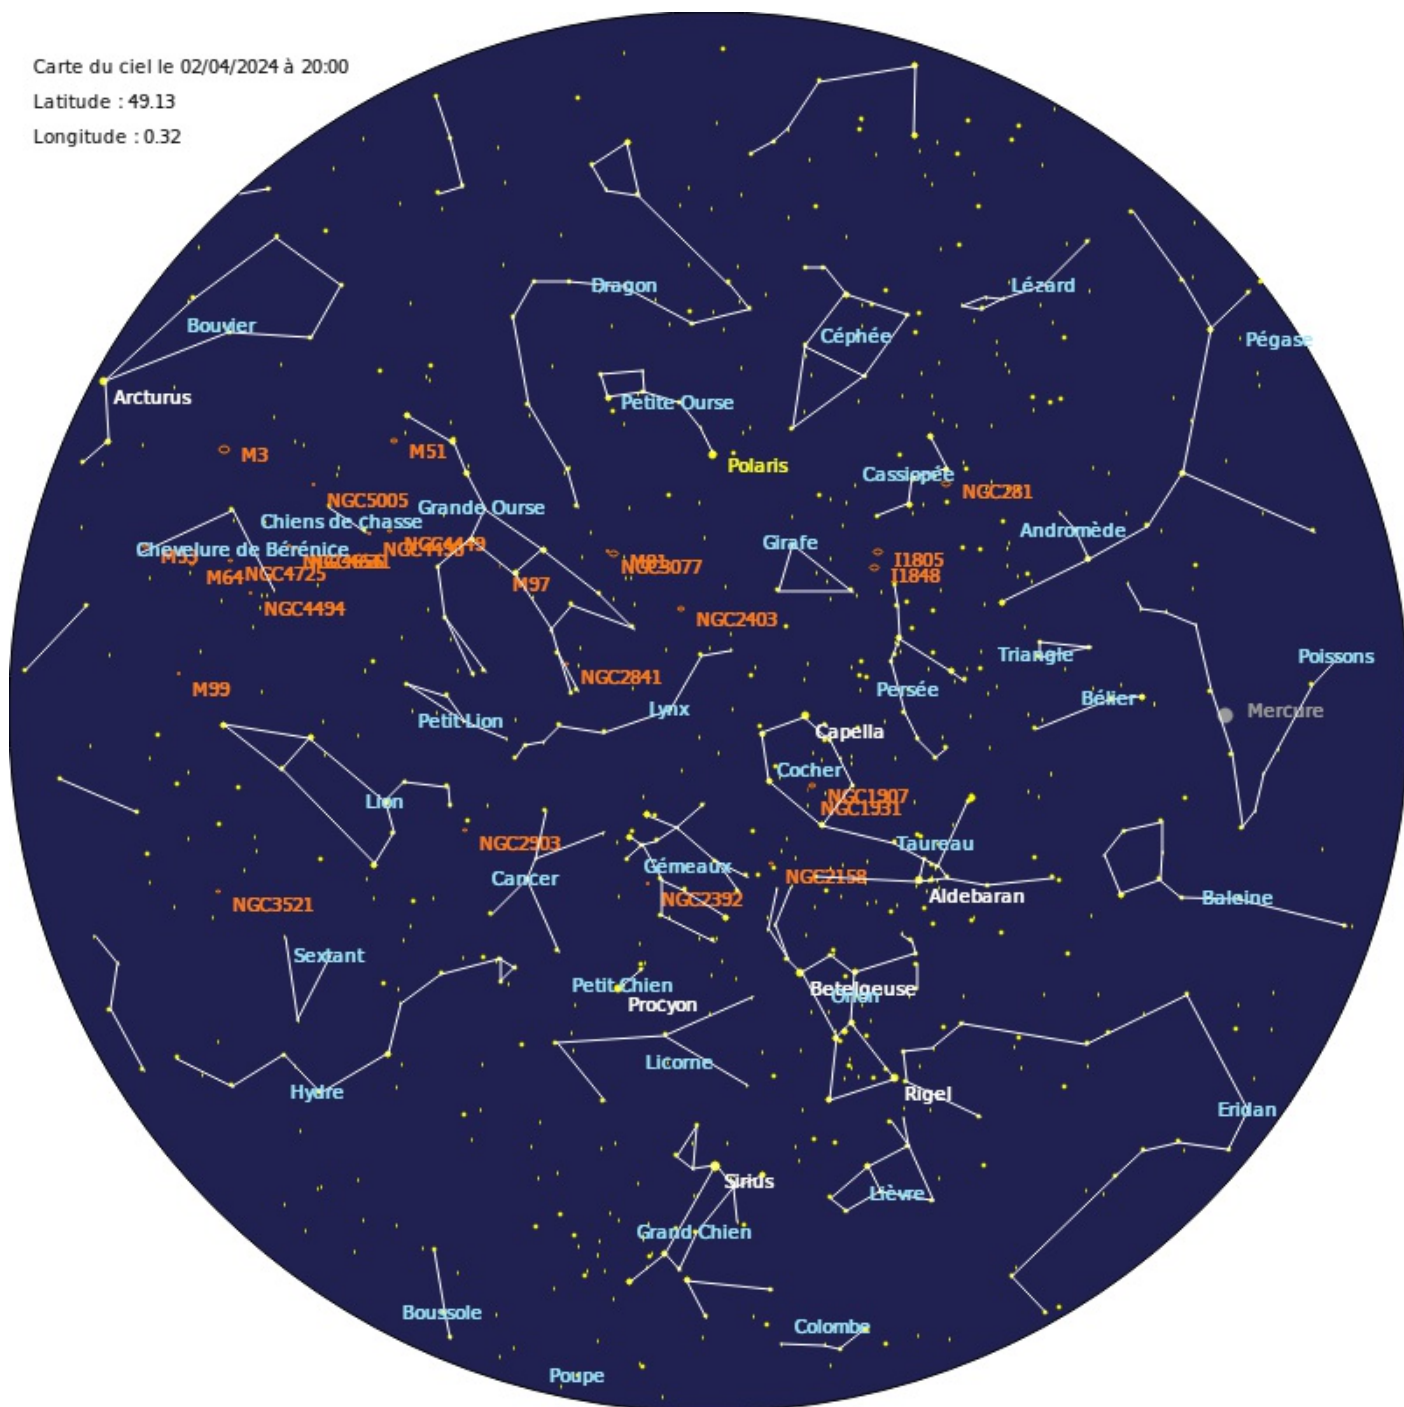 Carte du ciel le 02/04/2024 à 20:00
Latitude : 49.13
Longitude : 0.32
Dragon
Lézard
Bouvier
Céphée
Pégase
Arcturus
Petite Ourse
M3
M51
Polaris
Cassiopée
NGC281
NGC5005
Grande Ourse
Chiens de chasse
Andromède
Girafe
NGC4449
Chevelure de Bérénice
M53
M81
NGC3077
I1805
I1848
M64
NGC4725
M97
NGC4494
NGC2403
Triangle
Poissons
NGC2841
M99
Persée
Bélier
Lynx
Mercure
Petit Lion
Capella
Cocher
NGC1907
Lion
NGC1931
NGC2903
Taureau
Gémeaux
Cancer
NGC2158
Aldebaran
NGC2392
Baleine
NGC3521
Sextant
Petit Chien
Betelgeuse
Orion
Procyon
Licorne
Hydre
Rigel
Eridan
Sirius
Lièvre
Grand Chien
Boussole
Colombe
Poupe